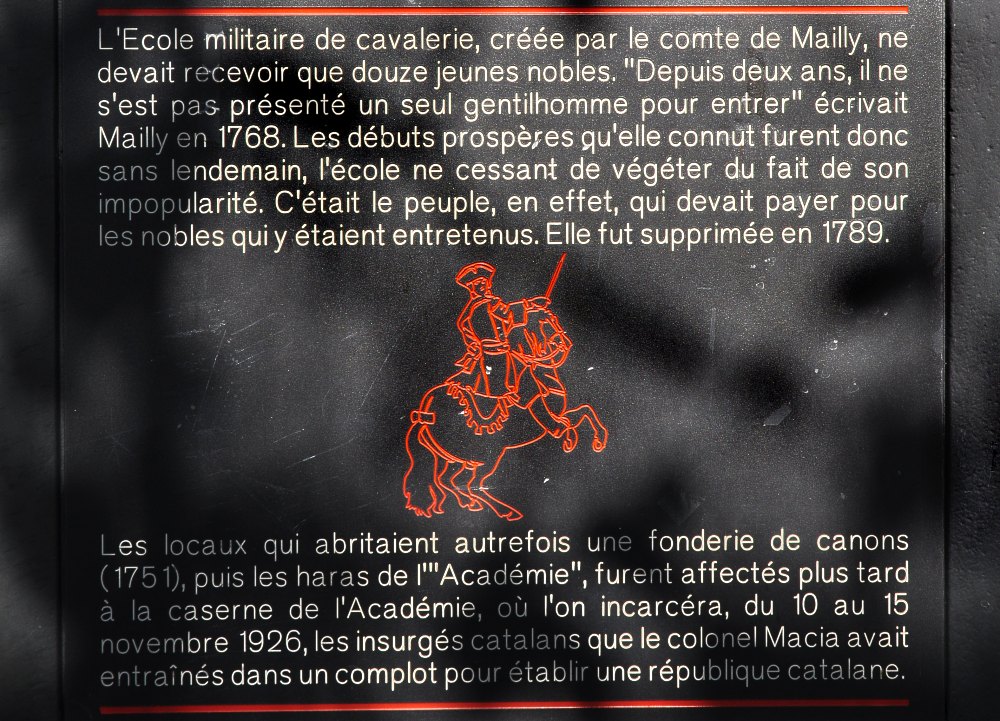 L'Ecole militaire de cavalerie, créée par le comte de Mailly, ne
devait recevoir que douze jeunes nobles. "Depuis deux ans, il ne
s'est pas présenté un seul gentilhomme pour entrer" écrivait
Mailly en 1768. Les débuts prospères qu'elle connut furent donc
sans lendemain, l'école ne cessant de végéter du fait de son
impopularité. C'était le peuple, en effet, qui devait payer pour
les nobles qui y étaient entretenus. Elle fut supprimée en 1789.
Les locaux qui abritaient autrefois une fonderie de canons
(1751), puis les haras de l'"Académie", furent affectés plus tard
à la caserne de l'Académie, où l'on incarcéra, du 10 au 15
novembre 1926, les insurgés catalans que le colonel Macia avait
entraînés dans un complot pour établir une république catalane.